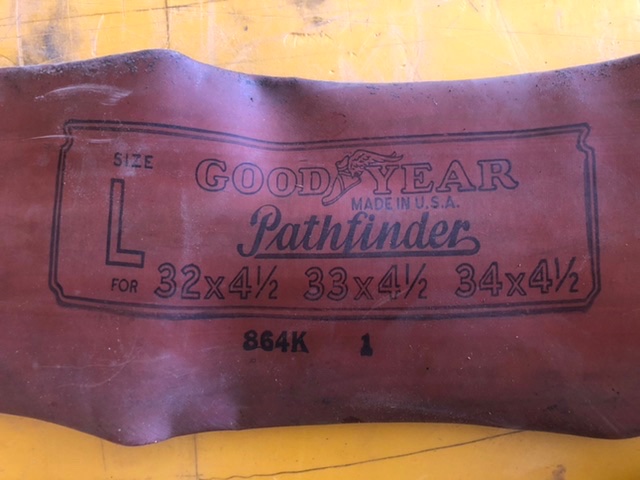 SIZE
L
FOR
GOODYEAR
MADE IN U.S.A.
Pathfinder
32x4½ 33x4½ 34x4½
864K 1